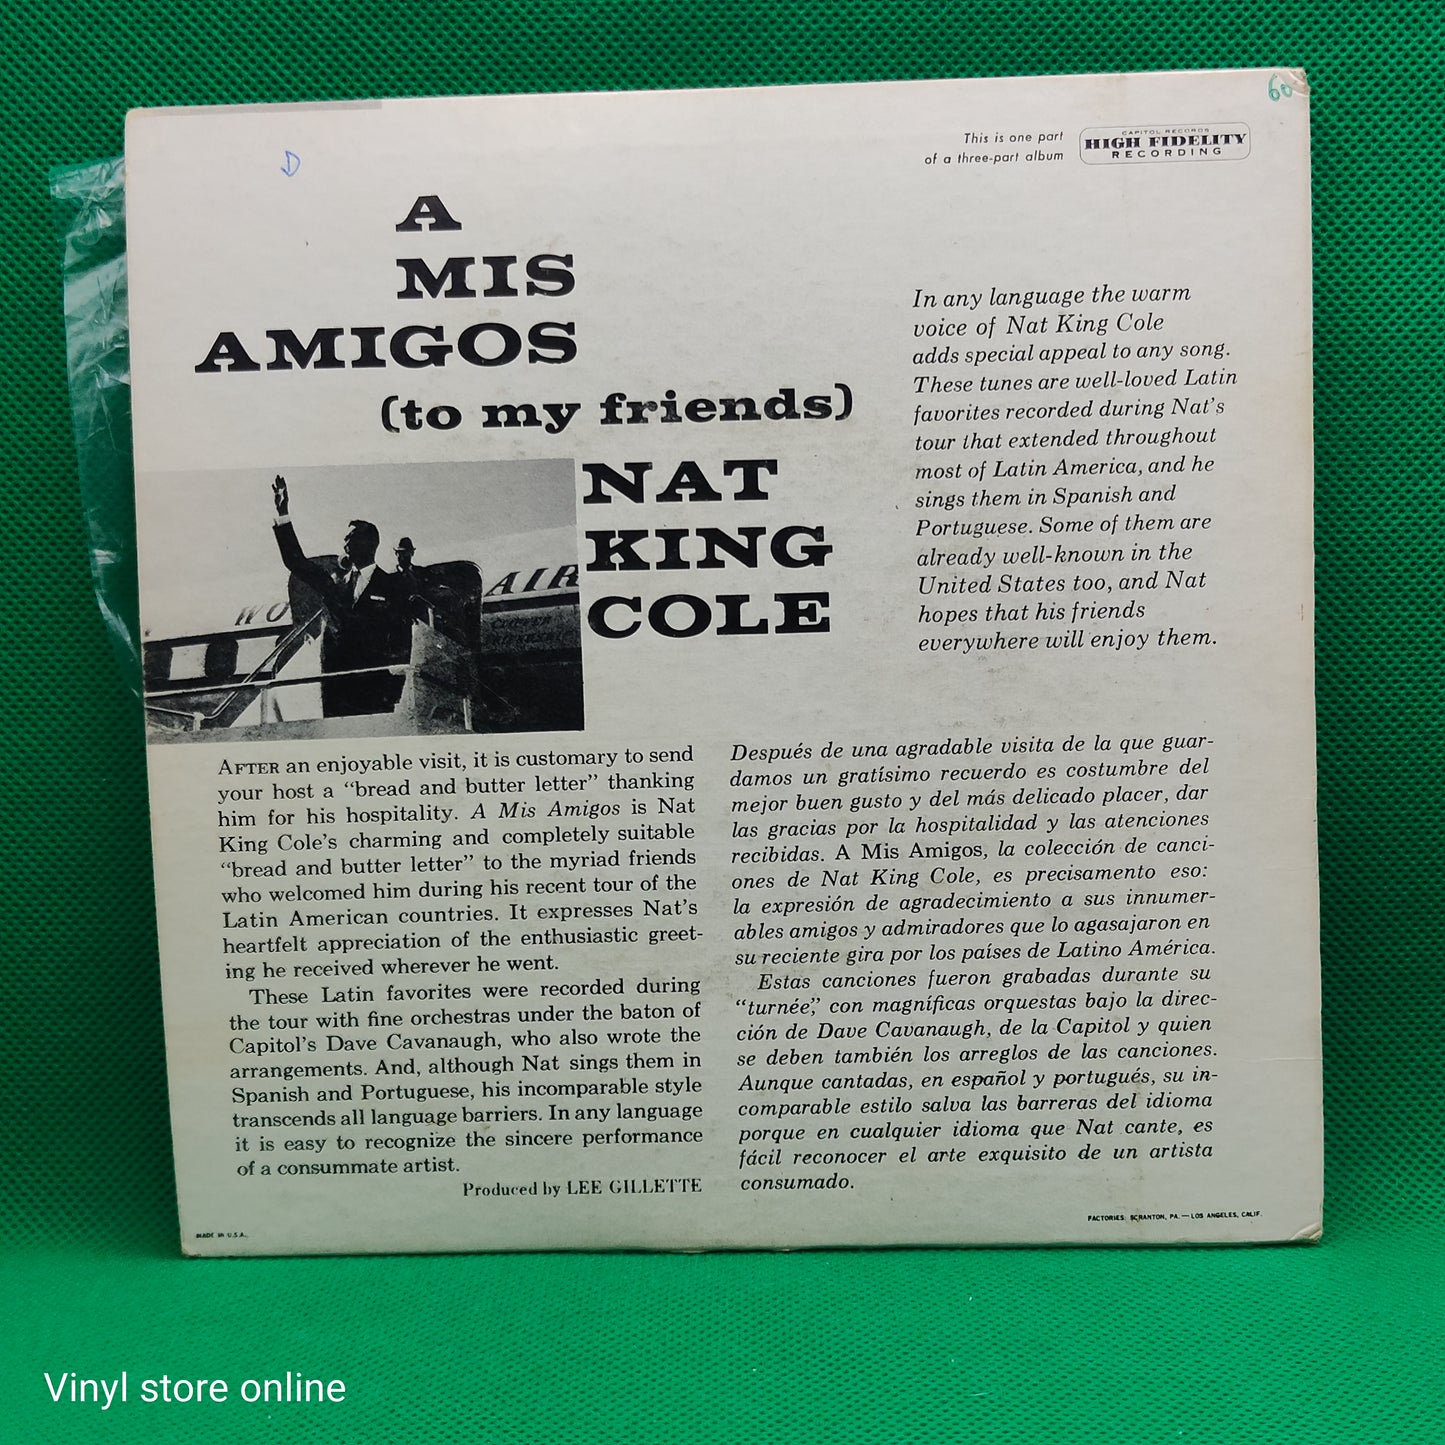 60
D
This is one part
of a three-part album
CAPITOL RECORDS
HIGH FIDELITY
RECORDING
A
MIS
AMIGOS
(to my friends)
NAT
KING
COLE
WO
AIR
CLIPPER
In any language the warm
voice of Nat King Cole
adds special appeal to any song.
These tunes are well-loved Latin
favorites recorded during Nat's
tour that extended throughout
most of Latin America, and he
sings them in Spanish and
Portuguese. Some of them are
already well-known in the
United States too, and Nat
hopes that his friends
everywhere will enjoy them.
AFTER an enjoyable visit, it is customary to send
your host a "bread and butter letter" thanking
him for his hospitality. A Mis Amigos is Nat
King Cole's charming and completely suitable
"bread and butter letter" to the myriad friends
who welcomed him during his recent tour of the
Latin American countries. It expresses Nat's
heartfelt appreciation of the enthusiastic greet-
ing he received wherever he went.
These Latin favorites were recorded during
the tour with fine orchestras under the baton of
Capitol's Dave Cavanaugh, who also wrote the
arrangements. And, although Nat sings them in
Spanish and Portuguese, his incomparable style
transcends all language barriers. In any language
it is easy to recognize the sincere performance
of a consummate artist.
Produced by LEE GILLETTE
Después de una agradable visita de la que guar-
damos un gratísimo recuerdo es costumbre del
mejor buen gusto y del más delicado placer, dar
las gracias por la hospitalidad y las atenciones
recibidas. A Mis Amigos, la colección de canci-
ones de Nat King Cole, es precisamento eso:
la expresión de agradecimiento a sus innumer-
ables amigos y admiradores que lo agasajaron en
su reciente gira por los países de Latino América.
Estas canciones fueron grabadas durante su
"turnée", con magníficas orquestas bajo la direc-
ción de Dave Cavanaugh, de la Capitol y quien
se deben también los arreglos de las canciones.
Aunque cantadas, en español y portugués, su in-
comparable estilo salva las barreras del idioma
porque en cualquier idioma que Nat cante, es
fácil reconocer el arte exquisito de un artista
consumado.
MADE IN U.S.A.
FACTORIES: SCRANTON, PA. — LOS ANGELES, CALIF.
Vinyl store online